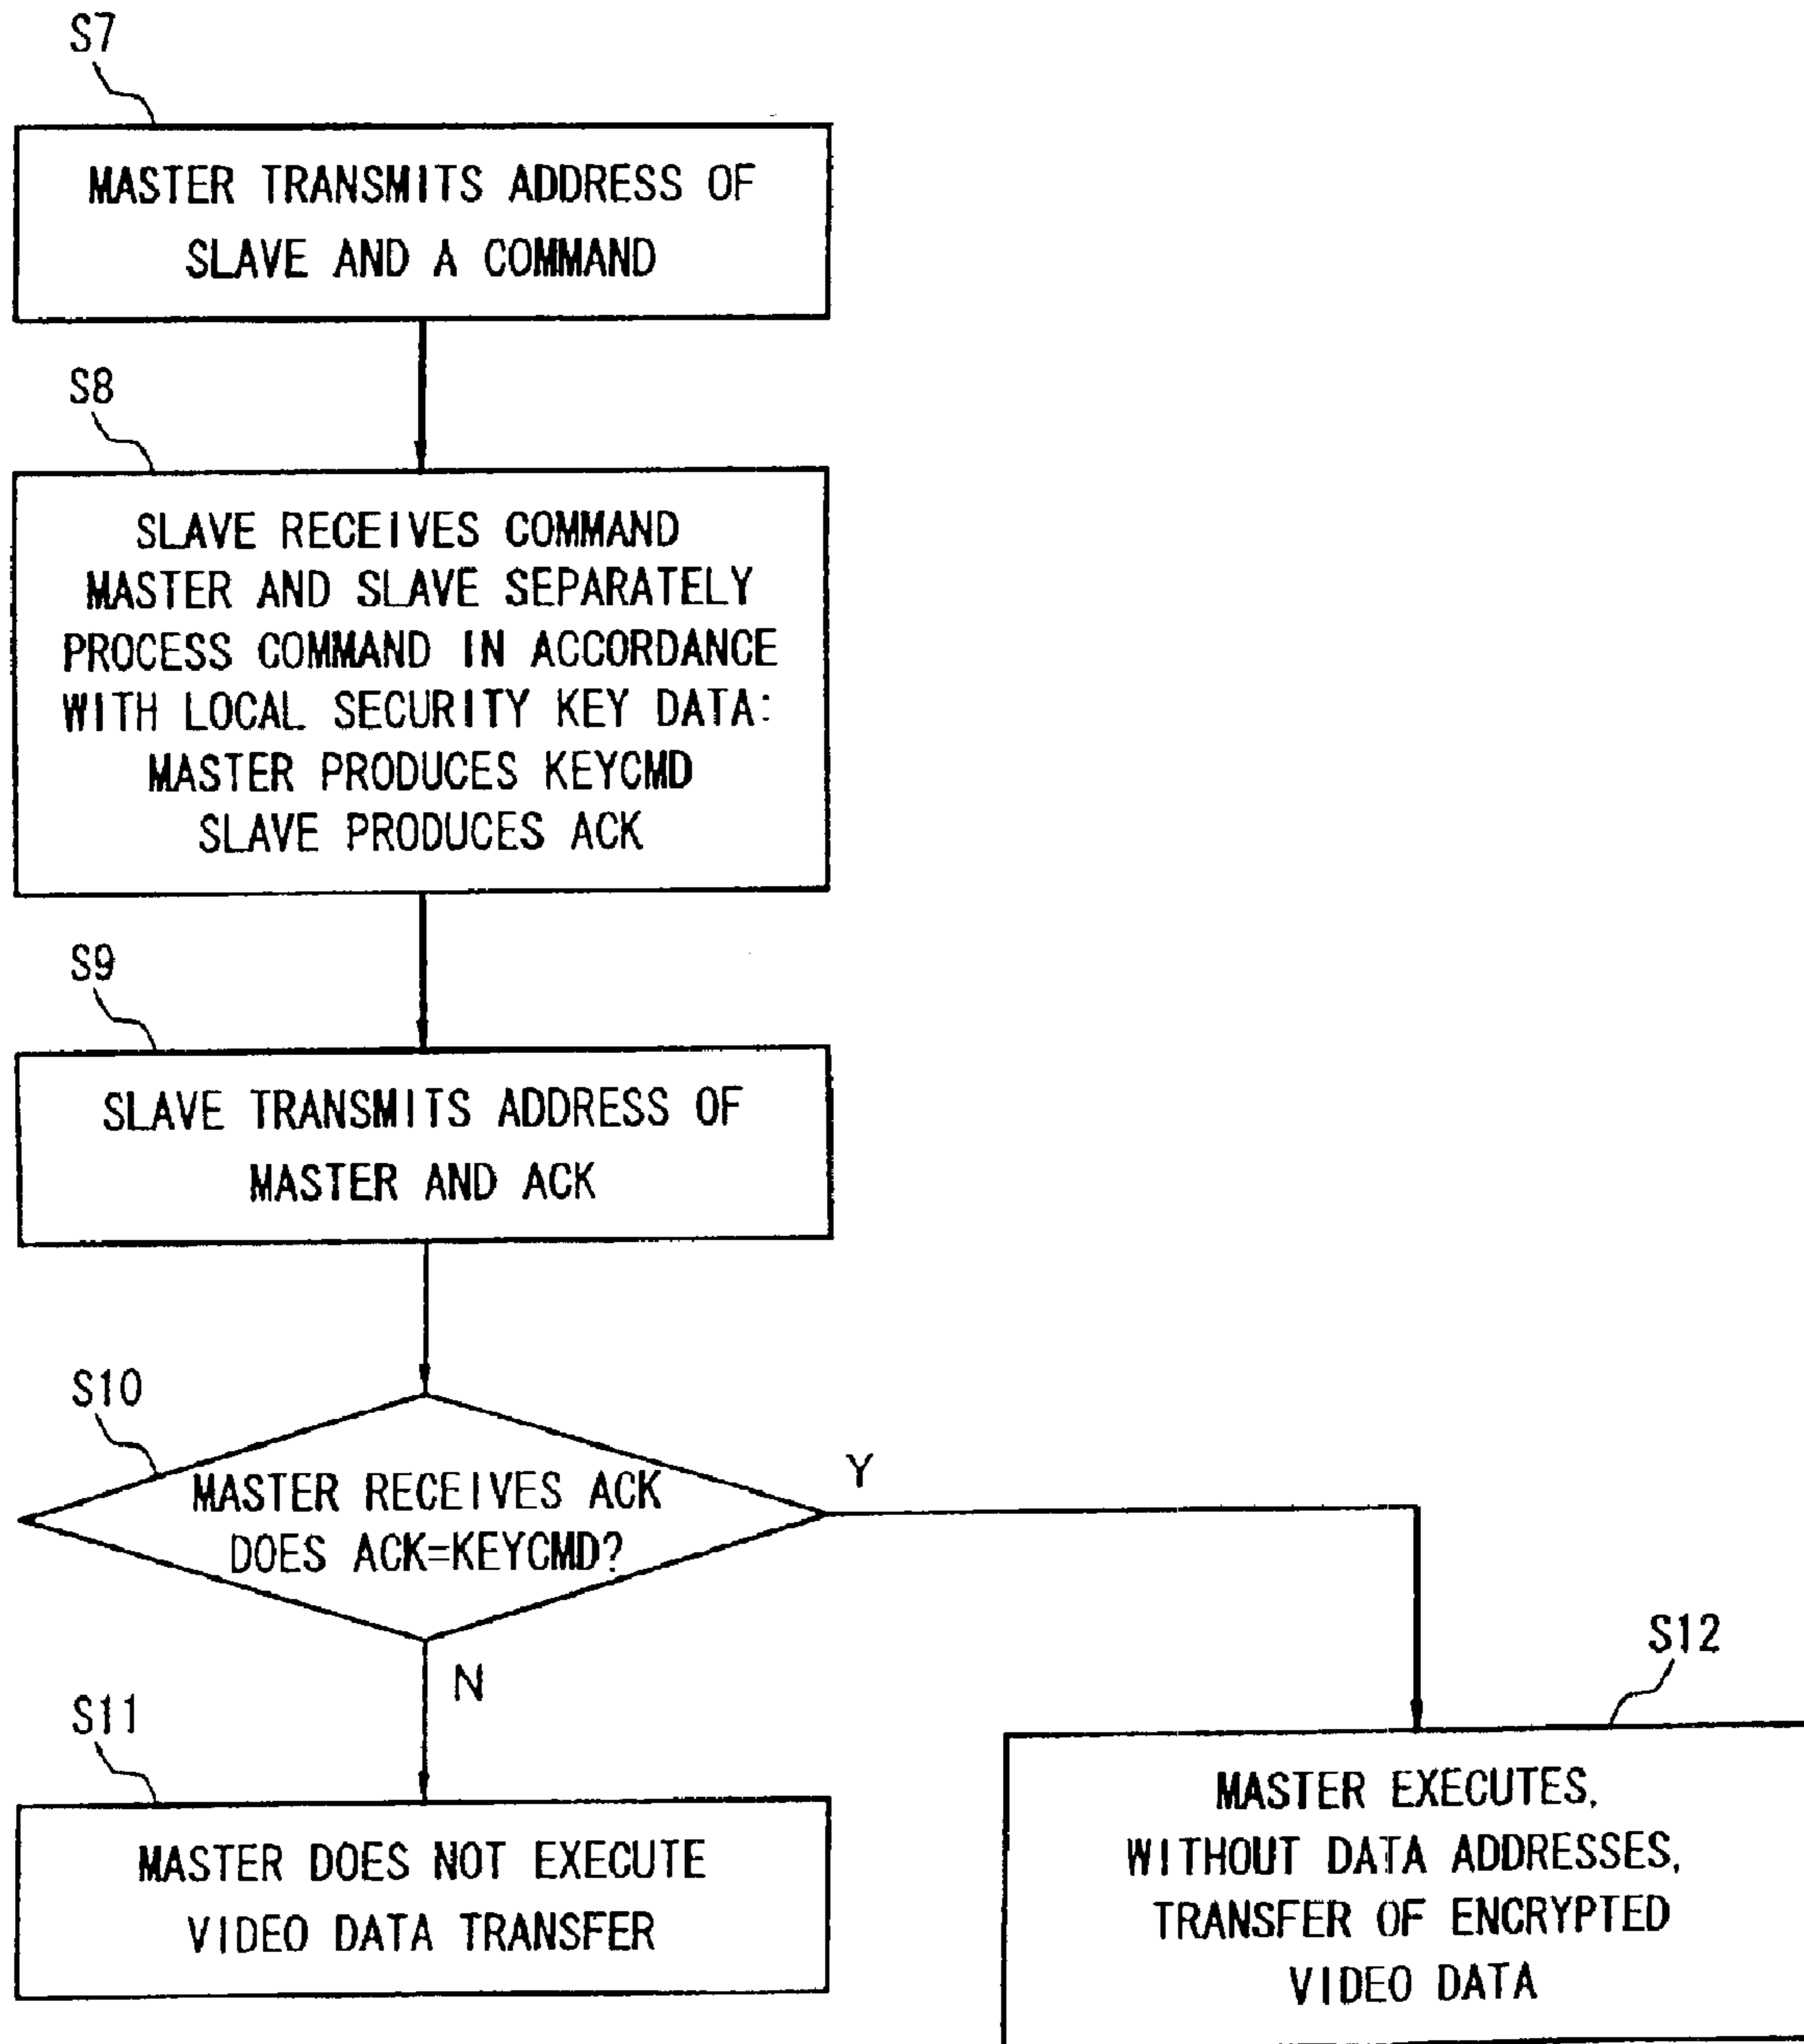 S7
MASTER TRANSMITS ADDRESS OF
SLAVE AND A COMMAND
S8
SLAVE RECEIVES COMMAND
MASTER AND SLAVE SEPARATELY
PROCESS COMMAND IN ACCORDANCE
WITH LOCAL SECURITY KEY DATA:
MASTER PRODUCES KEYCMD
SLAVE PRODUCES ACK
S9
SLAVE TRANSMITS ADDRESS OF
MASTER AND ACK
S10
MASTER RECEIVES ACK
DOES ACK=KEYCMD?
Y
N
S11
MASTER DOES NOT EXECUTE
VIDEO DATA TRANSFER
S12
MASTER EXECUTES,
WITHOUT DATA ADDRESSES,
TRANSFER OF ENCRYPTED
VIDEO DATA